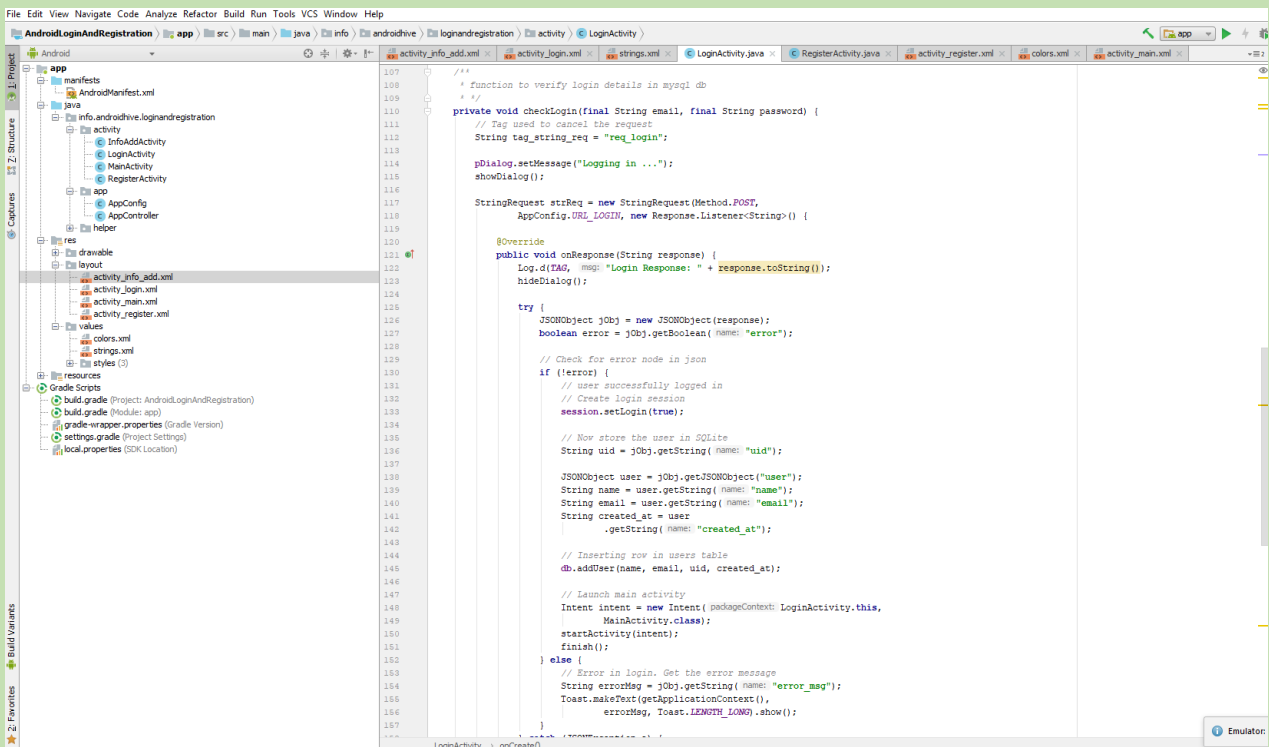 File Edit View Navigate Code Analyze Refactor Build Run Tools VCS Window Help
AndroidLoginAndRegistration app src main java info androidhive loginandregistration activity LoginActivity
app
Android
activity_info_add.xml activity_login.xml strings.xml LoginActivity.java RegisterActivity.java activity_register.xml colors.xml activity_main.xml
1: Project
Z: Structure
Captures
Build Variants
2: Favorites
app
manifests
AndroidManifest.xml
java
info.androidhive.loginandregistration
activity
InfoAddActivity
LoginActivity
MainActivity
RegisterActivity
app
AppConfig
AppController
helper
res
drawable
layout
activity_info_add.xml
activity_login.xml
activity_main.xml
activity_register.xml
values
colors.xml
strings.xml
styles (3)
resources
Gradle Scripts
build.gradle (Project: AndroidLoginAndRegistration)
build.gradle (Module: app)
gradle-wrapper.properties (Gradle Version)
settings.gradle (Project Settings)
local.properties (SDK Location)
107 /**
108 * function to verify login details in mysql db
109 * */
110 private void checkLogin(final String email, final String password) {
111 // Tag used to cancel the request
112 String tag_string_req = "req_login";
113
114 pDialog.setMessage("Logging in ...");
115 showDialog();
116
117 StringRequest strReq = new StringRequest(Method.POST,
118 AppConfig.URL_LOGIN, new Response.Listener<String>() {
119
120 @Override
121 public void onResponse(String response) {
122 Log.d(TAG, msg: "Login Response: " + response.toString());
123 hideDialog();
124
125 try {
126 JSONObject jObj = new JSONObject(response);
127 boolean error = jObj.getBoolean( name: "error");
128
129 // Check for error node in json
130 if (!error) {
131 // user successfully logged in
132 // Create login session
133 session.setLogin(true);
134
135 // Now store the user in SQLite
136 String uid = jObj.getString( name: "uid");
137
138 JSONObject user = jObj.getJSONObject("user");
139 String name = user.getString( name: "name");
140 String email = user.getString( name: "email");
141 String created_at = user
142 .getString( name: "created_at");
143
144 // Inserting row in users table
145 db.addUser(name, email, uid, created_at);
146
147 // Launch main activity
148 Intent intent = new Intent( packageContext: LoginActivity.this,
149 MainActivity.class);
150 startActivity(intent);
151 finish();
152 } else {
153 // Error in login. Get the error message
154 String errorMsg = jObj.getString( name: "error_msg");
155 Toast.makeText(getApplicationContext(),
156 errorMsg, Toast.LENGTH_LONG).show();
157 }
} catch (JSONException e) {
LoginActivity onCreate()
Emulator: